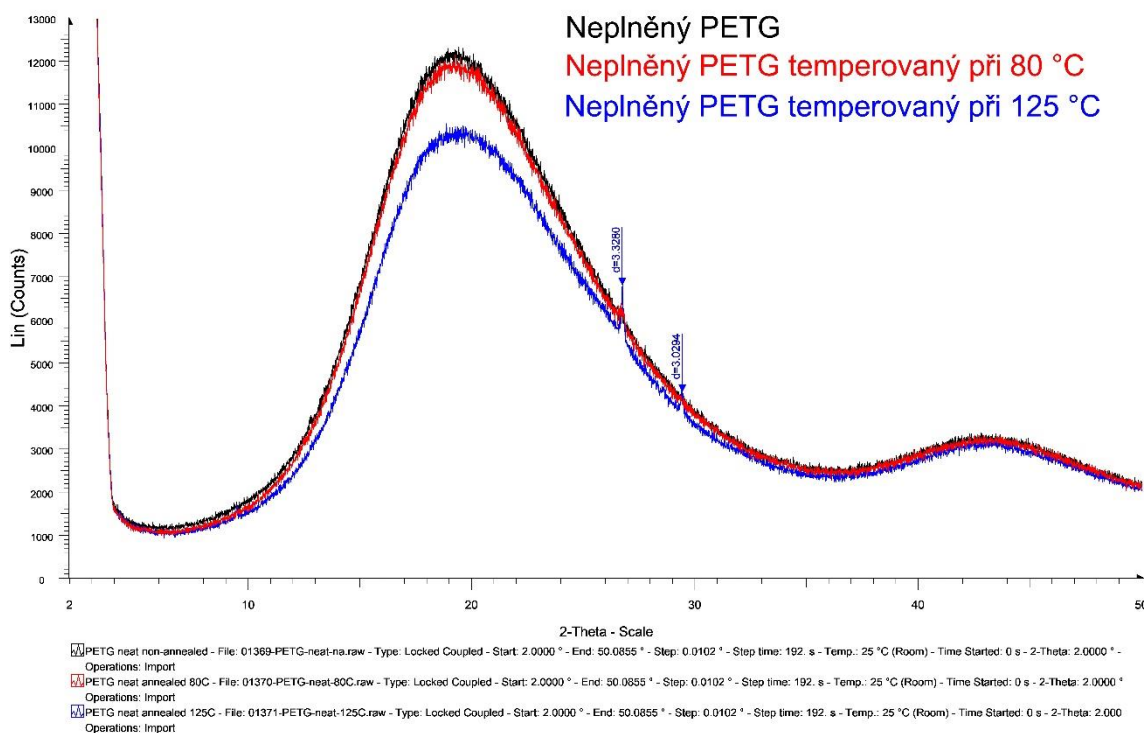 Neplněný PETG
Neplněný PETG temperovaný při 80 °C
Neplněný PETG temperovaný při 125 °C
13000
12000
11000
10000
9000
8000
7000
6000
5000
4000
3000
2000
1000
0
Lin (Counts)
d=3.3280
d=3.0294
2 10 20 30 40 50
2-Theta - Scale
PETG neat non-annealed - File: 01369-PETG-neat-na.raw - Type: Locked Coupled - Start: 2.0000 ° - End: 50.0855 ° - Step: 0.0102 ° - Step time: 192. s - Temp.: 25 °C (Room) - Time Started: 0 s - 2-Theta: 2.0000 ° -
Operations: Import
PETG neat annealed 80C - File: 01370-PETG-neat-80C.raw - Type: Locked Coupled - Start: 2.0000 ° - End: 50.0855 ° - Step: 0.0102 ° - Step time: 192. s - Temp.: 25 °C (Room) - Time Started: 0 s - 2-Theta: 2.0000 °
Operations: Import
PETG neat annealed 125C - File: 01371-PETG-neat-125C.raw - Type: Locked Coupled - Start: 2.0000 ° - End: 50.0855 ° - Step: 0.0102 ° - Step time: 192. s - Temp.: 25 °C (Room) - Time Started: 0 s - 2-Theta: 2.000
Operations: Import